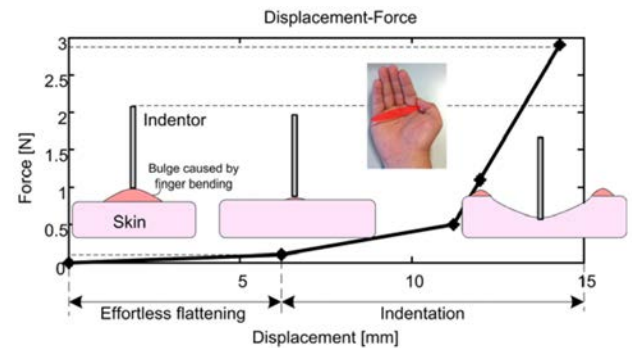 Displacement-Force
3
2.5
2
1.5
1
0.5
0
Force [N]
Indentor
Bulge caused by
finger bending
Skin
0
5
10
15
Effortless flattening
Indentation
Displacement [mm]